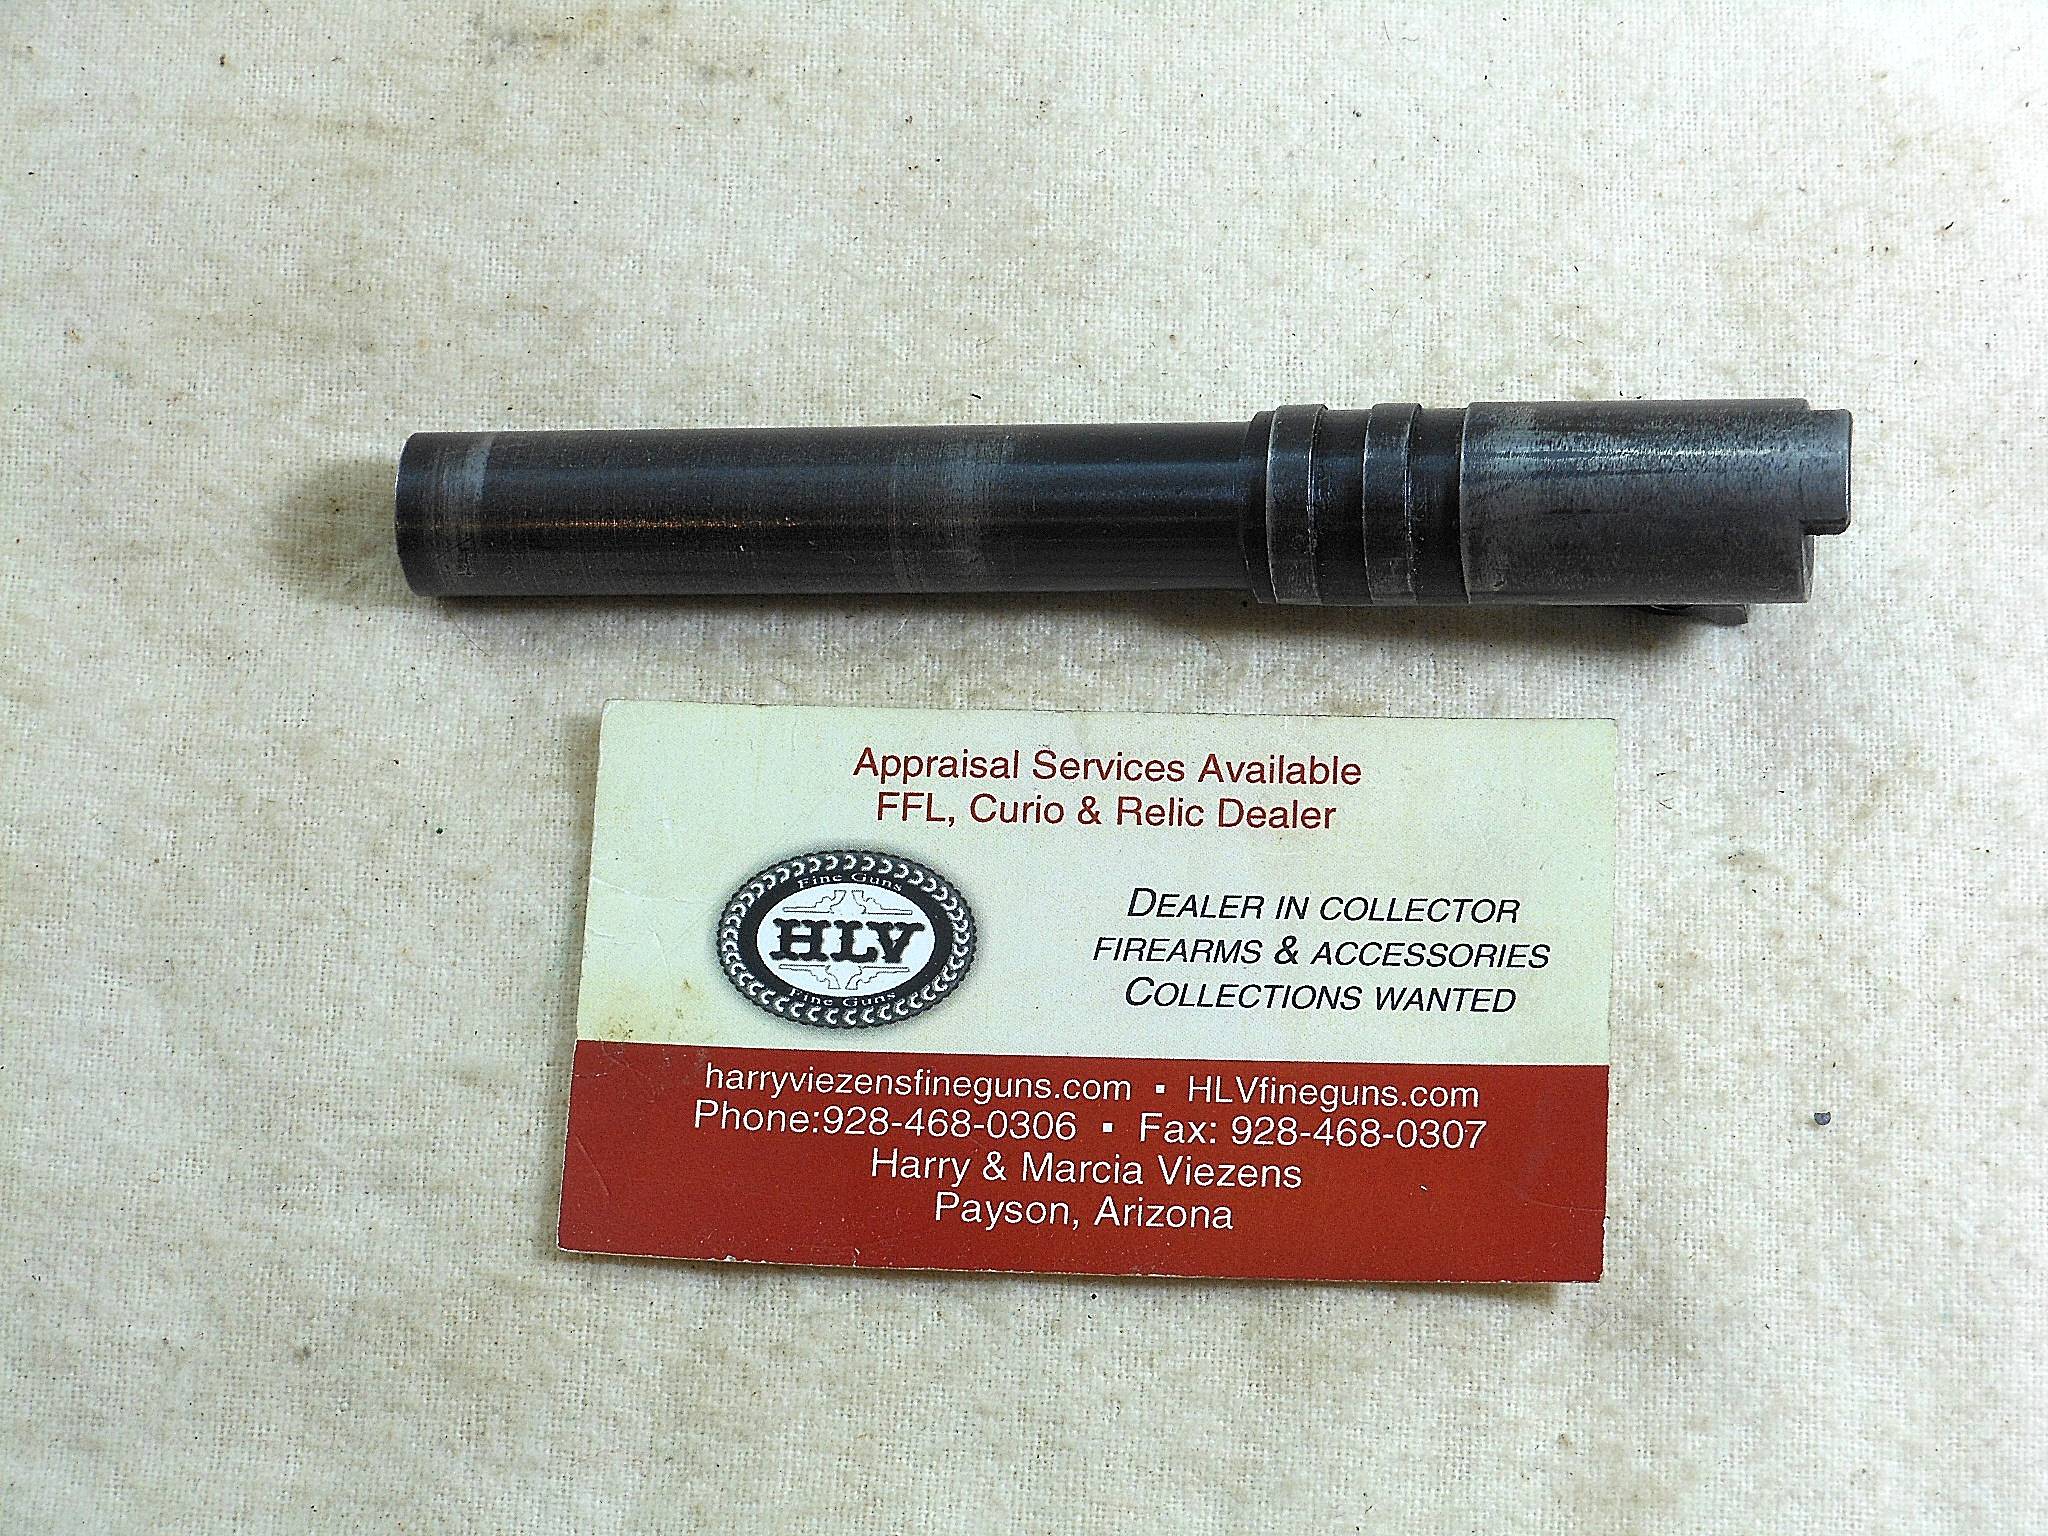 Appraisal Services Available
FFL, Curio & Relic Dealer
Fine Guns
HLV
Fine Guns
DEALER IN COLLECTOR
FIREARMS & ACCESSORIES
COLLECTIONS WANTED
harryviezensfineguns.com ▪ HLVfineguns.com
Phone:928-468-0306 ▪ Fax: 928-468-0307
Harry & Marcia Viezens
Payson, Arizona